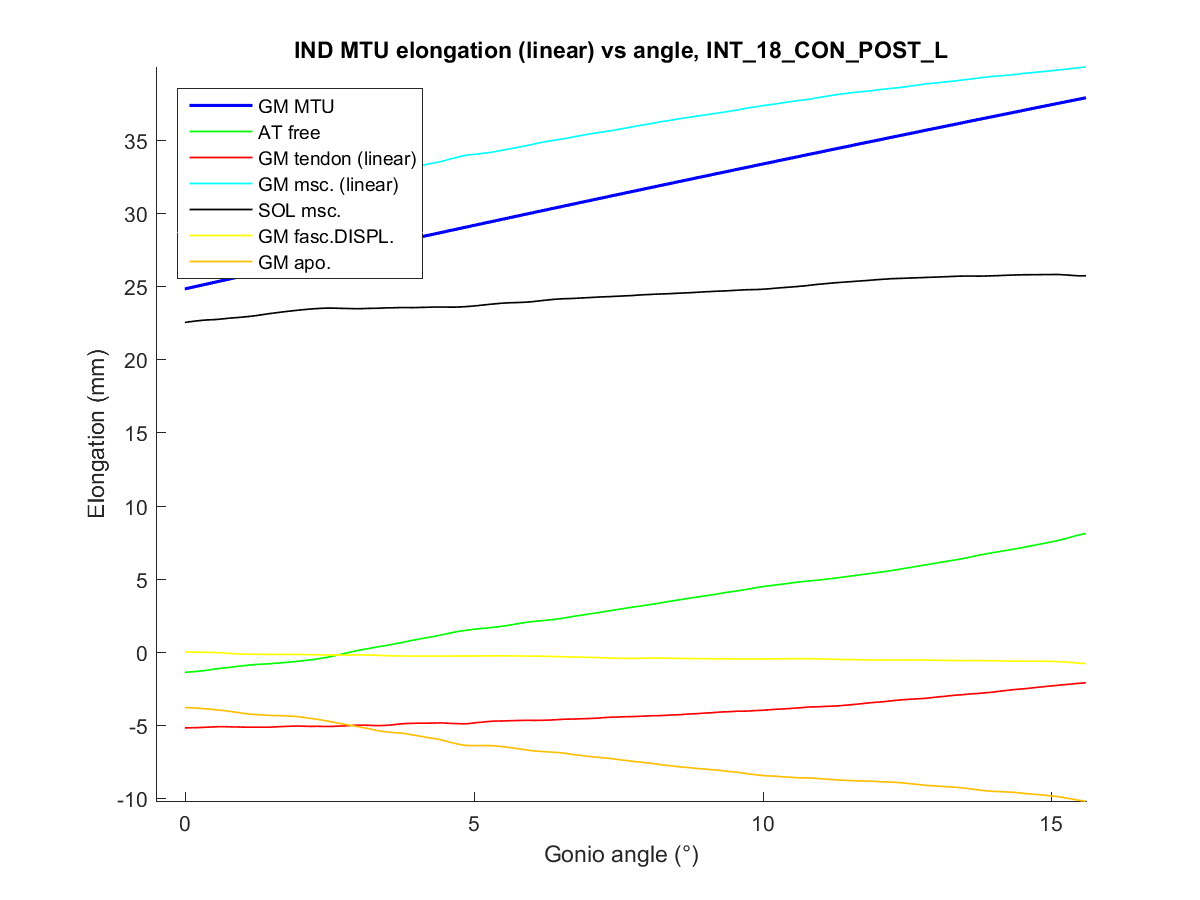 IND MTU elongation (linear) vs angle, INT_18_CON_POST_L
GM MTU
AT free
GM tendon (linear)
GM msc. (linear)
SOL msc.
GM fasc.DISPL.
GM apo.
35
30
25
20
15
10
5
0
-5
-10
Elongation (mm)
0 5 10 15
Gonio angle (°)